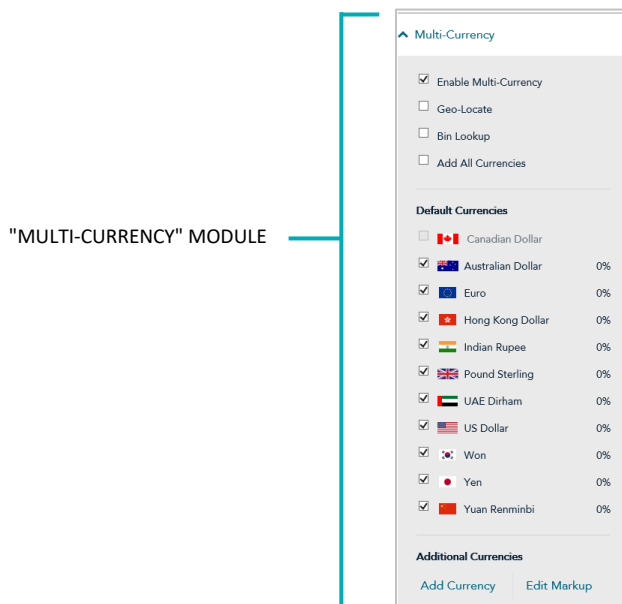 Multi-Currency
Enable Multi-Currency
Geo-Locate
Bin Lookup
Add All Currencies
"MULTI-CURRENCY" MODULE
Default Currencies
Canadian Dollar
Australian Dollar 0%
Euro 0%
Hong Kong Dollar 0%
Indian Rupee 0%
Pound Sterling 0%
UAE Dirham 0%
US Dollar 0%
Won 0%
Yen 0%
Yuan Renminbi 0%
Additional Currencies
Add Currency Edit Markup